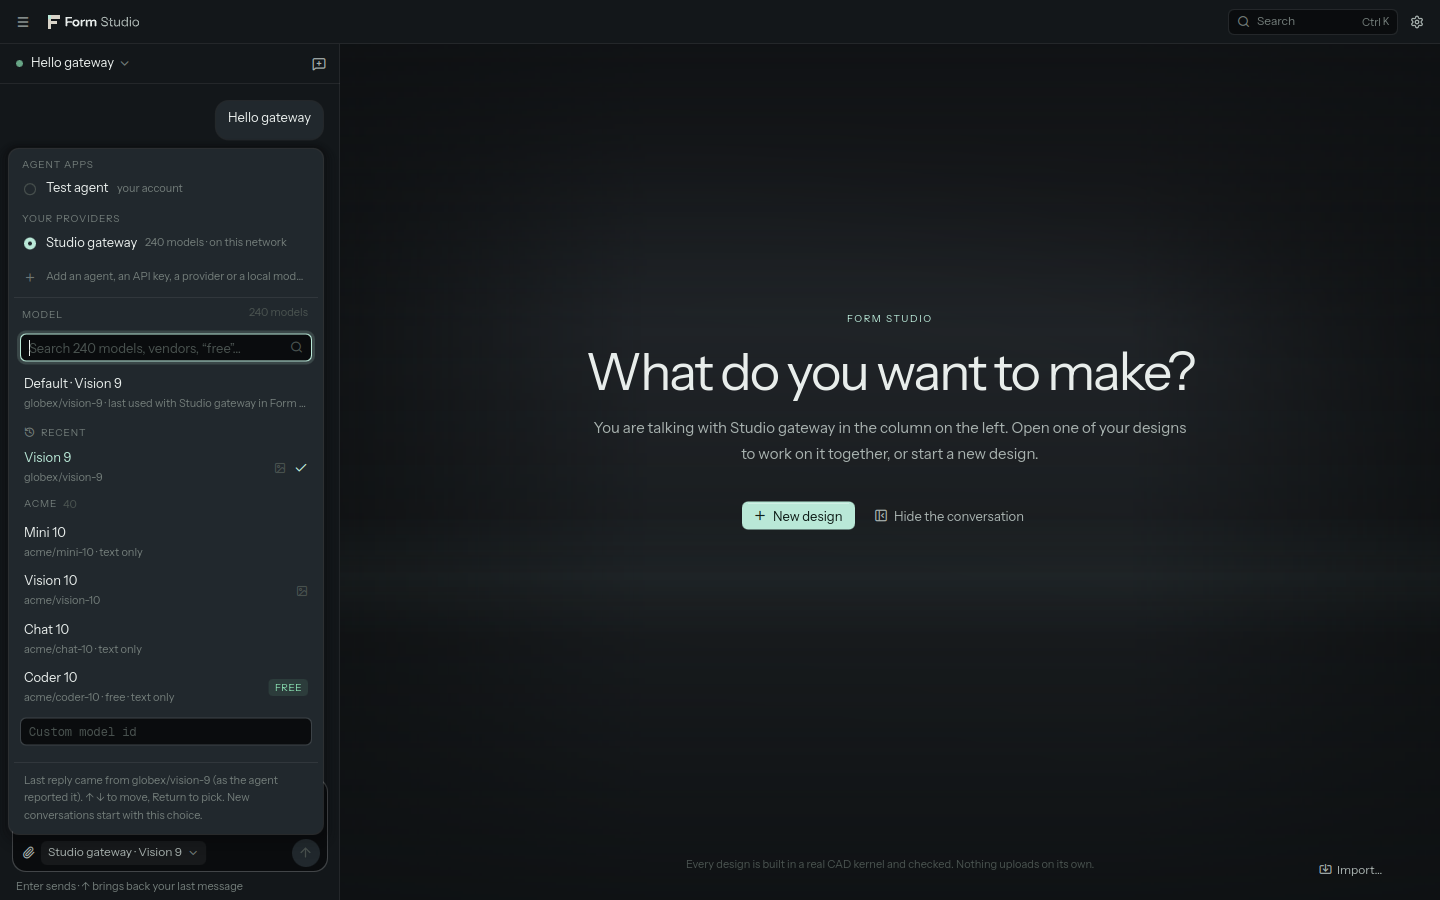 Form Studio
Search
Ctrl K
Hello gateway
Hello gateway
AGENT APPS
Test agent your account
YOUR PROVIDERS
Studio gateway 240 models · on this network
Add an agent, an API key, a provider or a local mod...
MODEL
240 models
Search 240 models, vendors, “free”...
Default · Vision 9
globex/vision-9 · last used with Studio gateway in Form ...
RECENT
Vision 9
globex/vision-9
ACME 40
Mini 10
acme/mini-10 · text only
Vision 10
acme/vision-10
Chat 10
acme/chat-10 · text only
Coder 10
acme/coder-10 · free · text only
FREE
Custom model id
Last reply came from globex/vision-9 (as the agent
reported it). ↑ ↓ to move, Return to pick. New
conversations start with this choice.
Studio gateway · Vision 9
Enter sends · ↑ brings back your last message
FORM STUDIO
What do you want to make?
You are talking with Studio gateway in the column on the left. Open one of your designs
to work on it together, or start a new design.
New design
Hide the conversation
Every design is built in a real CAD kernel and checked. Nothing uploads on its own.
Import...